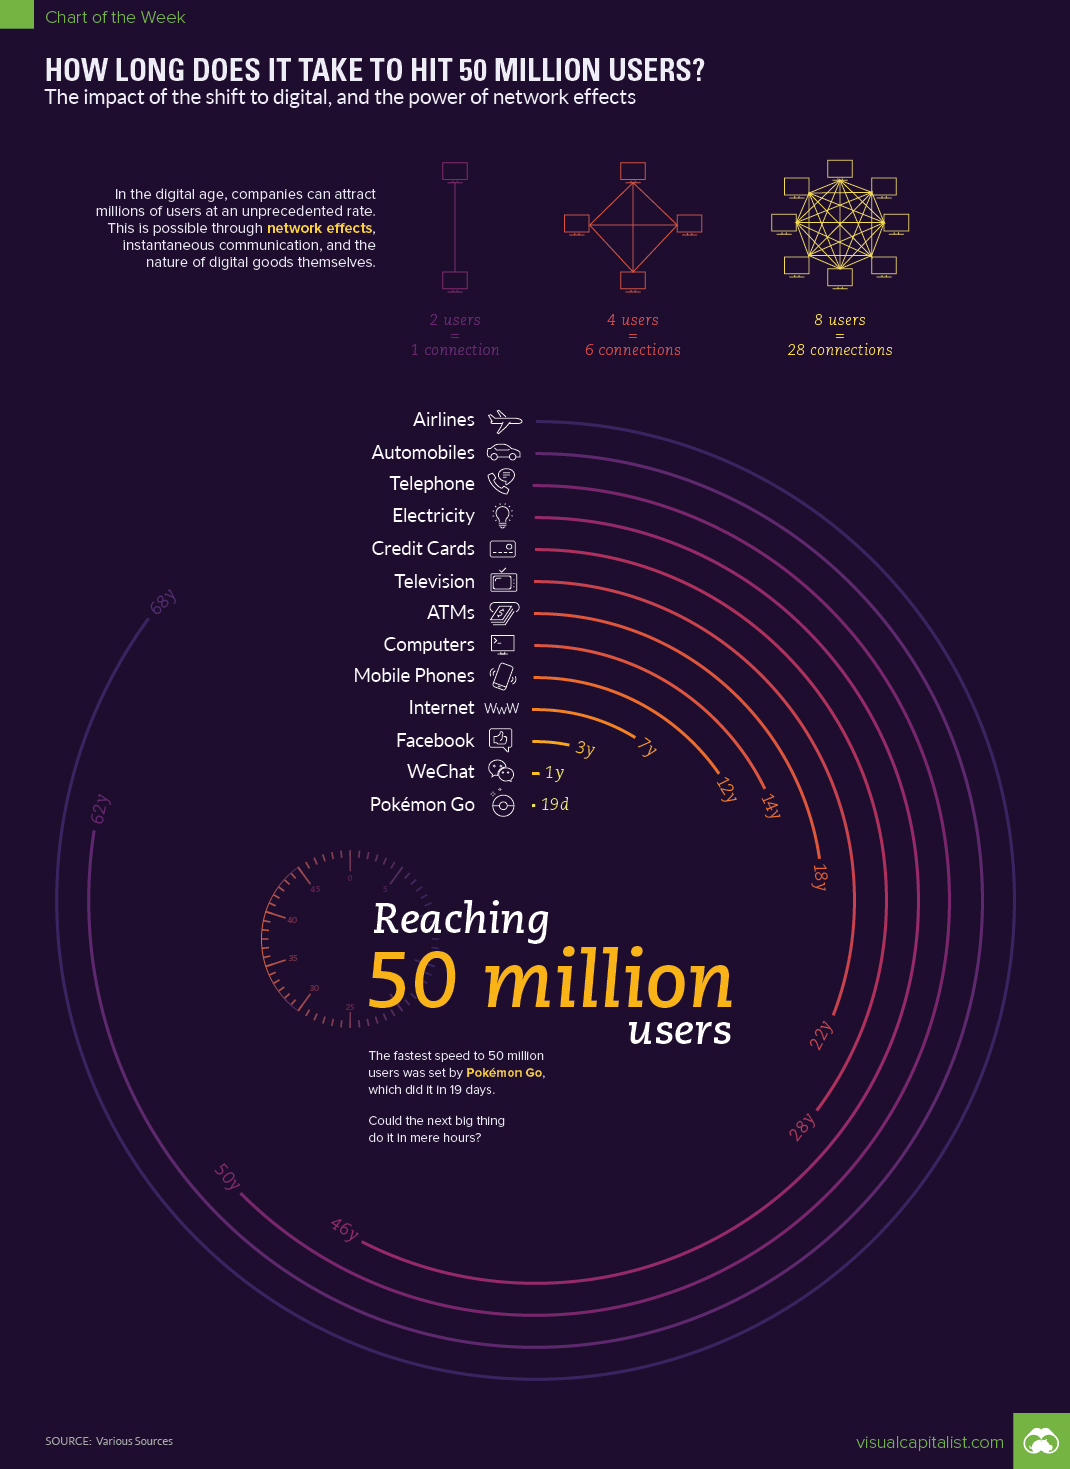 Chart of the Week
HOW LONG DOES IT TAKE TO HIT 50 MILLION USERS?
The impact of the shift to digital, and the power of network effects
In the digital age, companies can attract
millions of users at an unprecedented rate.
This is possible through network effects,
instantaneous communication, and the
nature of digital goods themselves.
2 users
=
1 connection
4 users
=
6 connections
8 users
=
28 connections
Airlines
Automobiles
Telephone
Electricity
Credit Cards
Television
ATMs
Computers
Mobile Phones
Internet
WWW
Facebook
WeChat
Pokémon Go
68y
62y
50y
46y
28y
22y
18y
14y
12y
7y
3y
1y
19d
0
5
25
30
35
40
45
Reaching
50 million
users
The fastest speed to 50 million
users was set by Pokémon Go,
which did it in 19 days.
Could the next big thing
do it in mere hours?
SOURCE: Various Sources
visualcapitalist.com